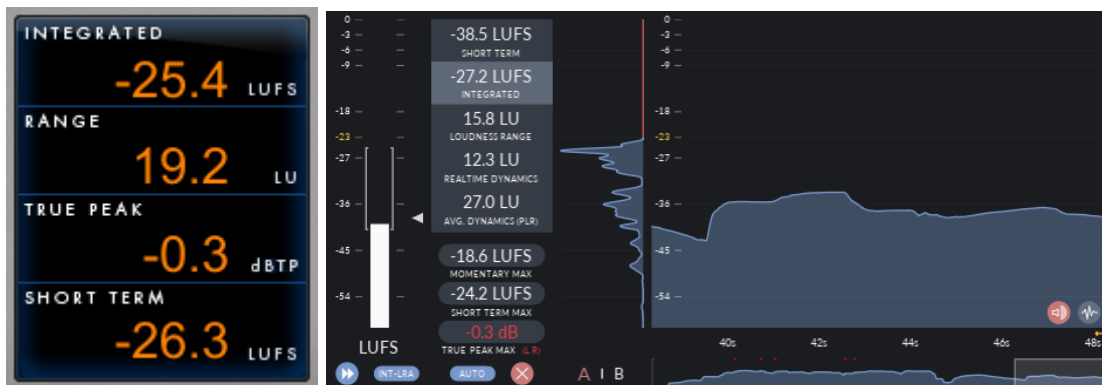 INTEGRATED
-25.4 LUFS
RANGE
19.2 LU
TRUE PEAK
-0.3 dBTP
SHORT TERM
-26.3 LUFS
0
-3
-6
-9
-18
-23
-27
-36
-45
-54
LUFS
INT-LRA
-38.5 LUFS
SHORT TERM
-27.2 LUFS
INTEGRATED
15.8 LU
LOUDNESS RANGE
12.3 LU
REALTIME DYNAMICS
27.0 LU
AVG. DYNAMICS (PLR)
-18.6 LUFS
MOMENTARY MAX
-24.2 LUFS
SHORT TERM MAX
-0.3 dB
TRUE PEAK MAX (L R)
AUTO
A I B
0
-3
-6
-9
-18
-23
-27
-36
-45
-54
40s 42s 44s 46s 48s